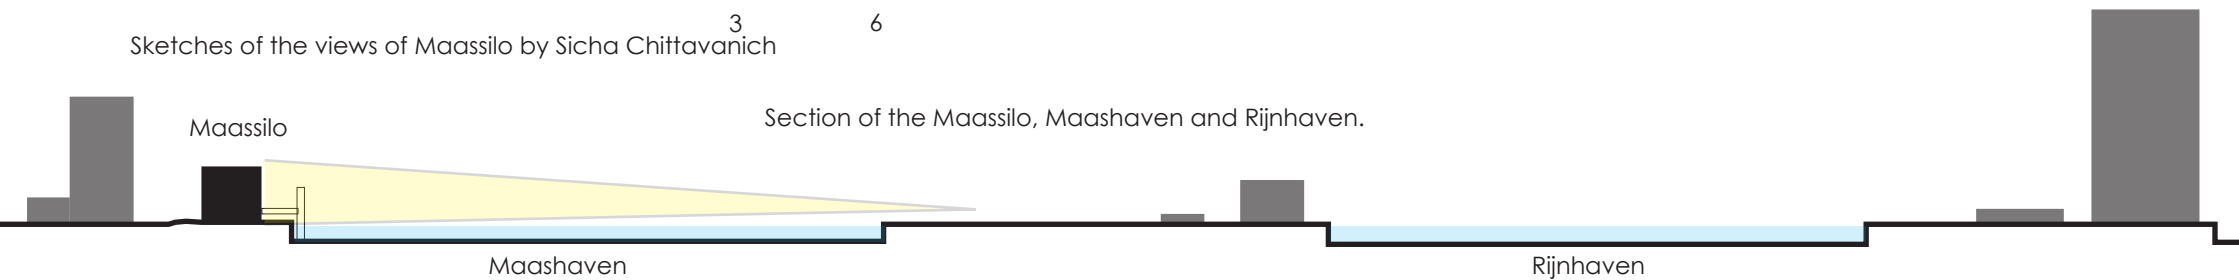 3 6
Sketches of the views of Maassilo by Sicha Chittavanich
Section of the Maassilo, Maashaven and Rijnhaven.
Maassilo
Maashaven
Rijnhaven